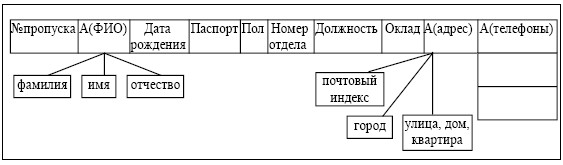 №пропуска А(ФИО) Дата рождения Паспорт Пол Номер отдела Должность Оклад А(адрес) А(телефоны)
фамилия имя отчество
почтовый индекс
город
улица, дом, квартира